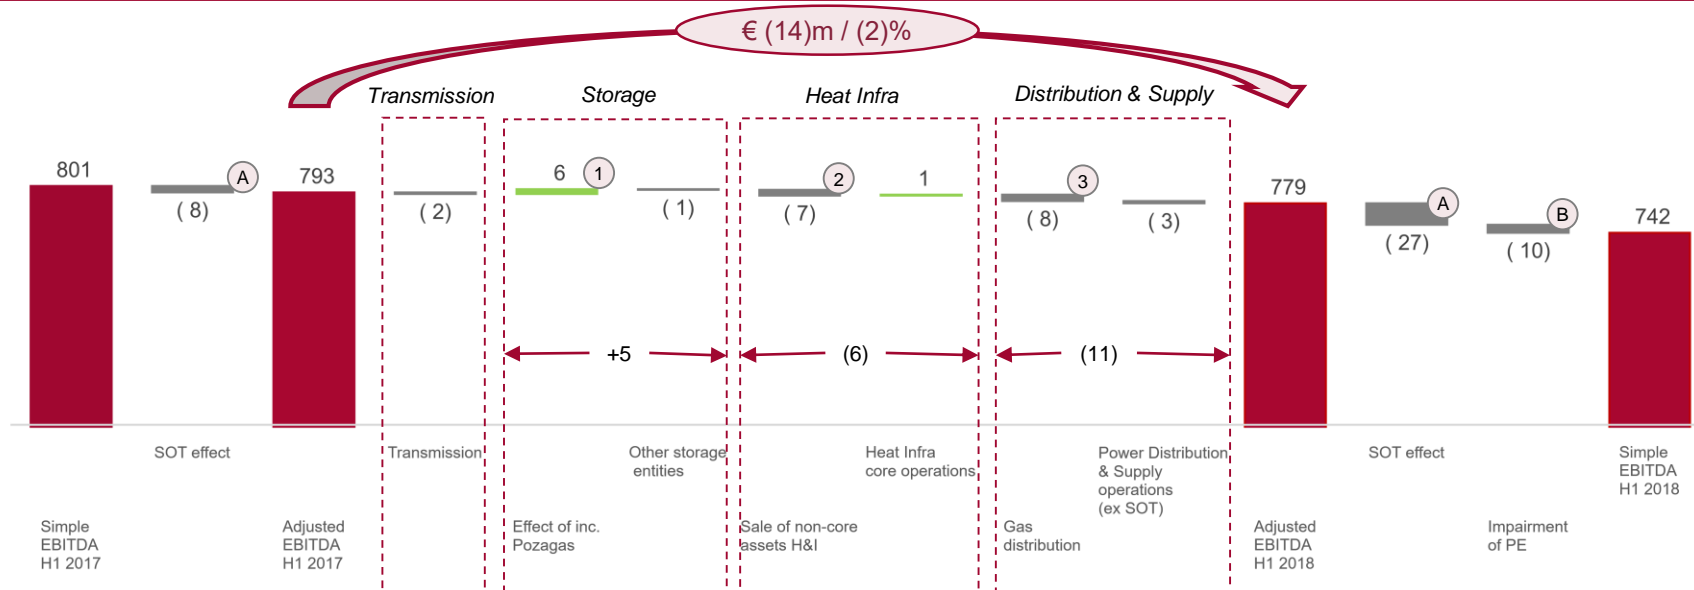 € (14)m / (2)%
Transmission
Storage
Heat Infra
Distribution & Supply
801
( 8)
A
793
( 2)
6
1
( 1)
2
( 7)
1
3
( 8)
( 3)
779
A
( 27)
B
( 10)
742
+5
(6)
(11)
SOT effect
Transmission
Other storage
entities
Heat Infra
core operations
Power Distribution
& Supply
operations
(ex SOT)
SOT effect
Simple
EBITDA
H1 2018
Simple
EBITDA
H1 2017
Adjusted
EBITDA
H1 2017
Effect of inc.
Pozagas
Sale of non-core
assets H&I
Gas
distribution
Adjusted
EBITDA
H1 2018
Impairment
of PE